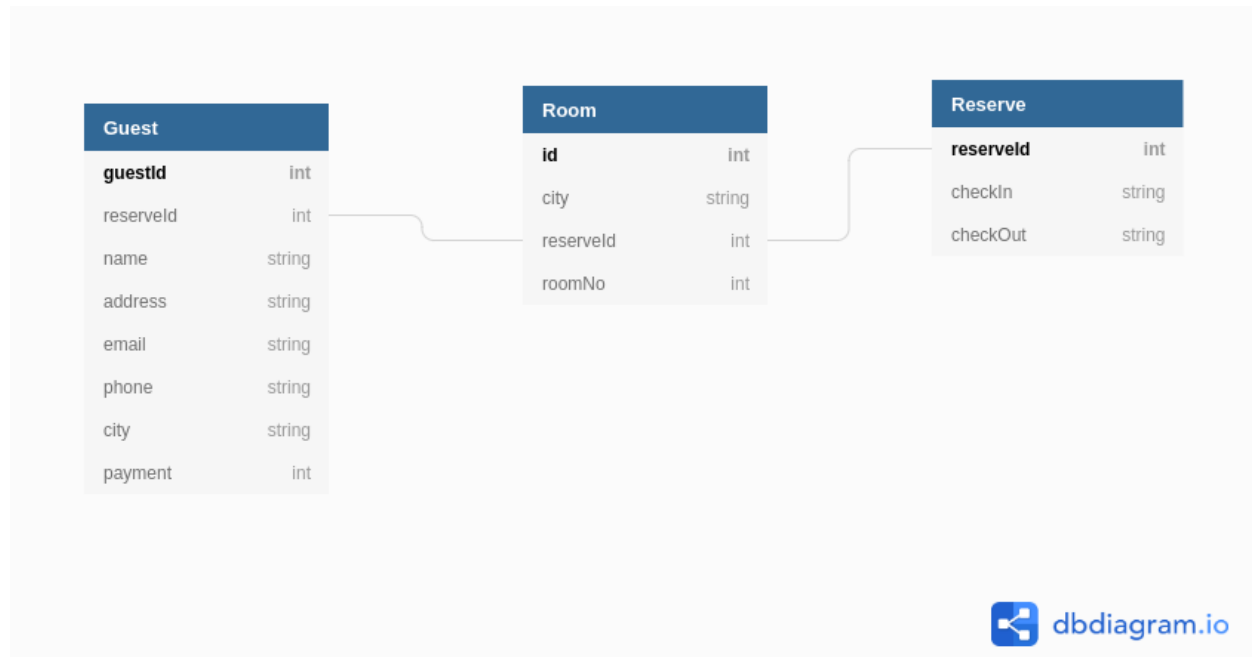 Guest
guestId int
reserveId int
name string
address string
email string
phone string
city string
payment int
Room
id int
city string
reserveId int
roomNo int
Reserve
reserveId int
checkIn string
checkOut string
dbdiagram.io